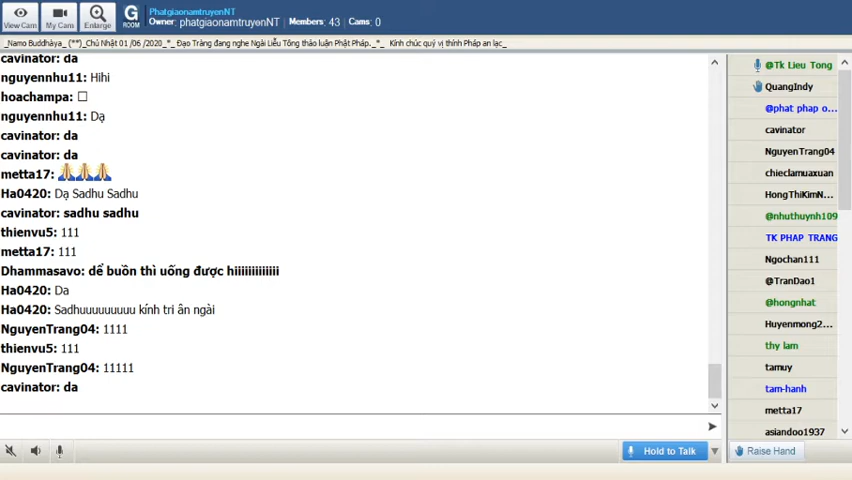 View Cam
My Cam
Enlarge
G
ROOM
PhatgiaonamtruyenNT
Owner: phatgiaonamtruyenNT Members: 43 Cams: 0
_Namo Buddhàya_ (**)_Chủ Nhật 01 /06 /2020_*_ Đạo Tràng đang nghe Ngài Liễu Tông thảo luận Phật Pháp._*_ Kính chúc quý vị thính Pháp an lạc_
cavinator: da
nguyennhu11: Hihi
hoachampa:
nguyennhu11: Dạ
cavinator: da
cavinator: da
metta17: 🙏🙏🙏
Ha0420: Dạ Sadhu Sadhu
cavinator: sadhu sadhu
thienvu5: 111
metta17: 111
Dhammasavo: dể buồn thì uống được hiiiiiiiiiiiii
Ha0420: Da
Ha0420: Sadhuuuuuuuuu kính tri ân ngài
NguyenTrang04: 1111
thienvu5: 111
NguyenTrang04: 11111
cavinator: da
@Tk Lieu Tong
QuangIndy
@phat phap o...
cavinator
NguyenTrang04
chieclamuaxuan
HongThiKimN...
@nhuthuynh109
TK PHAP TRANG
Ngochan111
@TranDao1
@hongnhat
Huyenmong2...
thy lam
tamuy
tam-hanh
metta17
asiandoo1937
Hold to Talk
Raise Hand